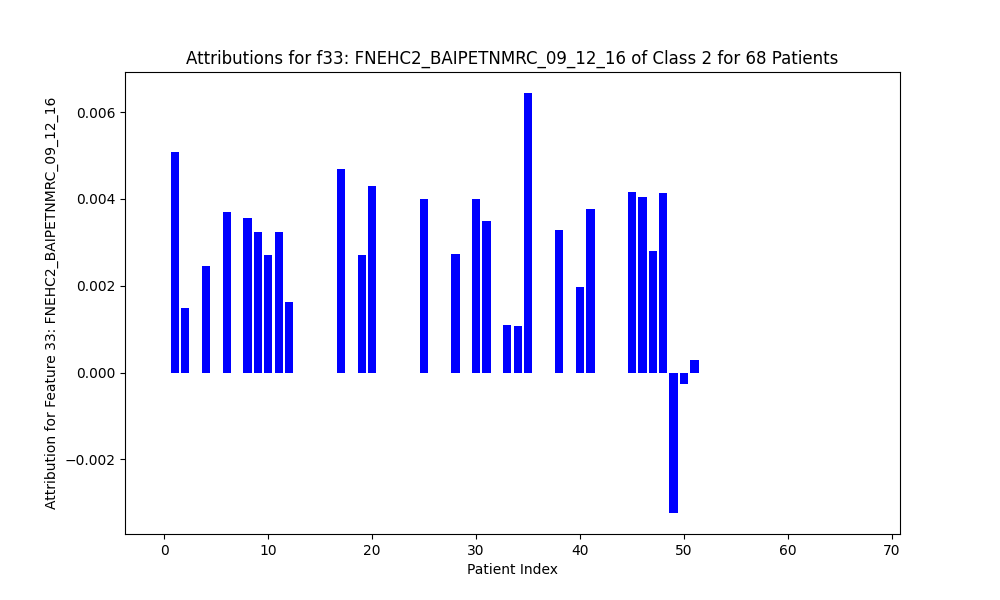 Attributions for f33: FNEHC2_BAIPETNMRC_09_12_16 of Class 2 for 68 Patients
Attribution for Feature 33: FNEHC2_BAIPETNMRC_09_12_16
0.006
0.004
0.002
0.000
−0.002
0 10 20 30 40 50 60 70
Patient Index